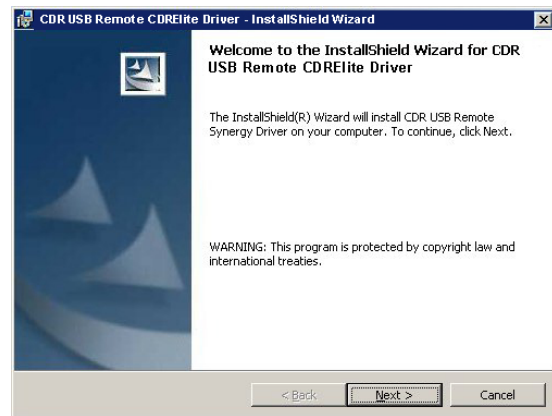 CDR USB Remote CDRElite Driver - InstallShield Wizard
Welcome to the InstallShield Wizard for CDR
USB Remote CDRElite Driver
The InstallShield(R) Wizard will install CDR USB Remote
Synergy Driver on your computer. To continue, click Next.
WARNING: This program is protected by copyright law and
international treaties.
< Back Next > Cancel